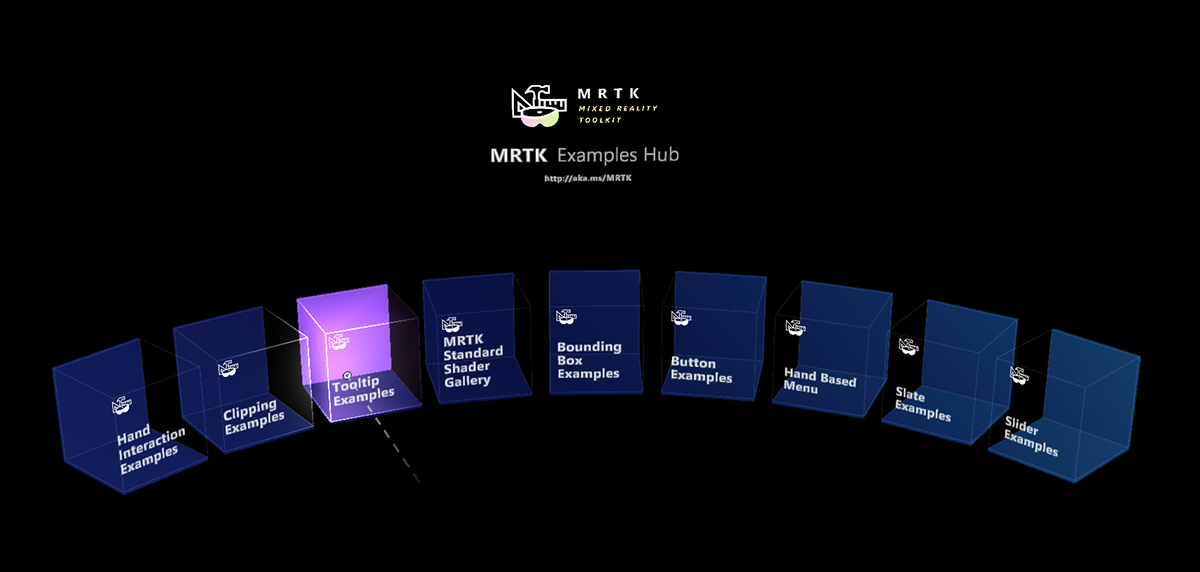 MRTK
MIXED REALITY
TOOLKIT
MRTK Examples Hub
http://aka.ms/MRTK
Hand
Interaction
Examples
Clipping
Examples
Tooltip
Examples
MRTK
Standard
Shader
Gallery
Bounding
Box
Examples
Button
Examples
Hand Based
Menu
Slate
Examples
Slider
Examples